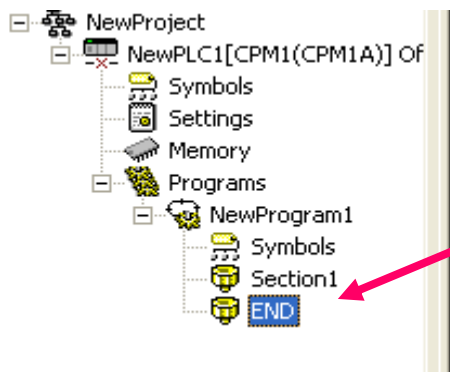 NewProject
NewPLC1[CPM1(CPM1A)] Of
Symbols
Settings
Memory
Programs
NewProgram1
Symbols
Section1
END